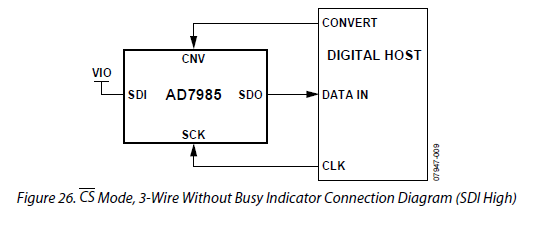 CONVERT
DIGITAL HOST
CNV
VIO
SDI AD7985 SDO
DATA IN
SCK
CLK
07947-009
Figure 26. CS Mode, 3-Wire Without Busy Indicator Connection Diagram (SDI High)